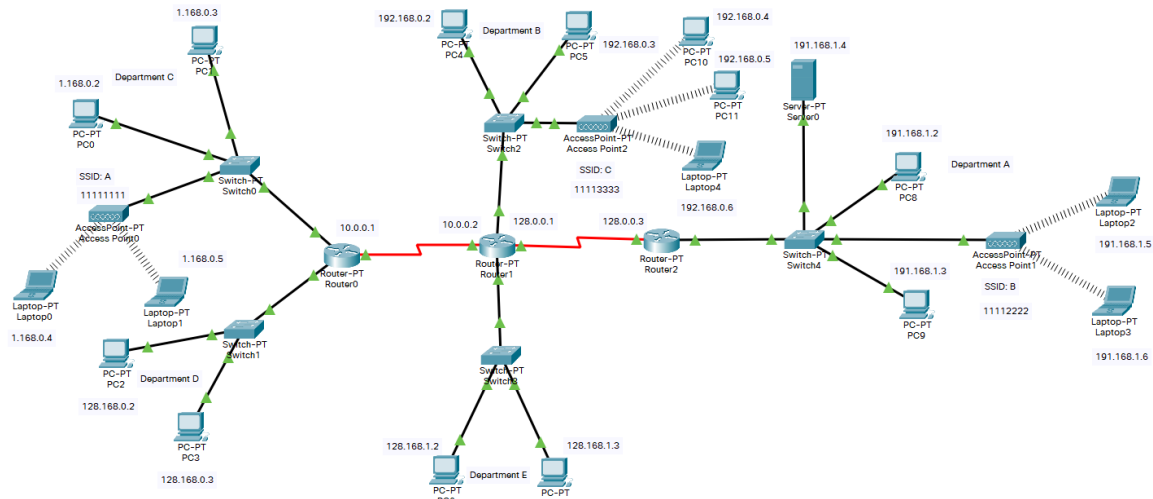 1.168.0.3
PC-PT
Department C
1.168.0.2
PC-PT
PC0
SSID: A
11111111
Switch-PT
Switch0
AccessPoint-PT
Access Point0
1.168.0.5
Laptop-PT
Laptop0
Laptop-PT
Laptop1
1.168.0.4
10.0.0.1
Router-PT
Router0
Switch-PT
Switch1
PC-PT
PC2
Department D
128.168.0.2
PC-PT
PC3
128.168.0.3
192.168.0.2
Department B
PC-PT
PC4
PC-PT
PC5
192.168.0.3
192.168.0.4
PC-PT
PC10
192.168.0.5
PC-PT
PC11
Switch-PT
Switch2
AccessPoint-PT
Access Point2
SSID: C
11113333
Laptop-PT
Laptop4
192.168.0.6
10.0.0.2
128.0.0.1
Router-PT
Router1
128.0.0.3
Router-PT
Router2
Switch-PT
Switch3
128.168.1.2
Department E
128.168.1.3
PC-PT
PC-PT
191.168.1.4
Server-PT
Server0
191.168.1.2
Department A
PC-PT
PC8
Switch-PT
Switch4
Laptop-PT
Laptop2
191.168.1.5
AccessPoint-PT
Access Point1
SSID: B
11112222
191.168.1.3
PC-PT
PC9
Laptop-PT
Laptop3
191.168.1.6